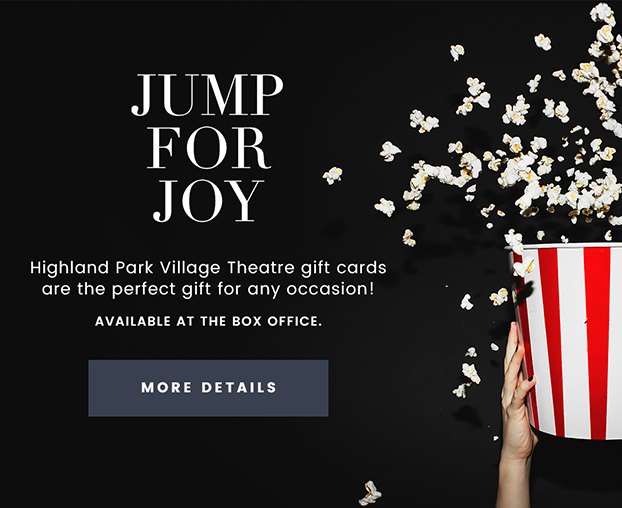 JUMP
FOR
JOY
Highland Park Village Theatre gift cards
are the perfect gift for any occasion!
AVAILABLE AT THE BOX OFFICE.
MORE DETAILS